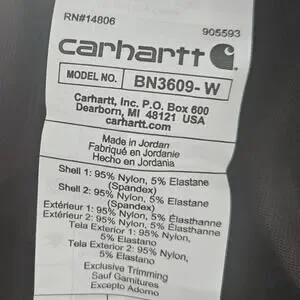 RN#14806
905593
carhartt
MODEL NO. BN3609-W
Carhartt, Inc. P.O. Box 600
Dearborn, MI 48121 USA
carhartt.com
Made in Jordan
Fabriqué en Jordanie
Hecho en Jordania
Shell 1: 95% Nylon, 5% Elastane
(Spandex)
Shell 2: 95% Nylon, 5% Elastane
(Spandex)
Extérieur 1: 95% Nylon, 5% Élasthanne
Extérieur 2: 95% Nylon, 5% Élasthanne
Tela Exterior 1: 95% Nylon,
5% Elastano
Tela Exterior 2: 95% Nylon,
5% Elastano
Exclusive Trimming
Sauf Garnitures
Excepto Adorno